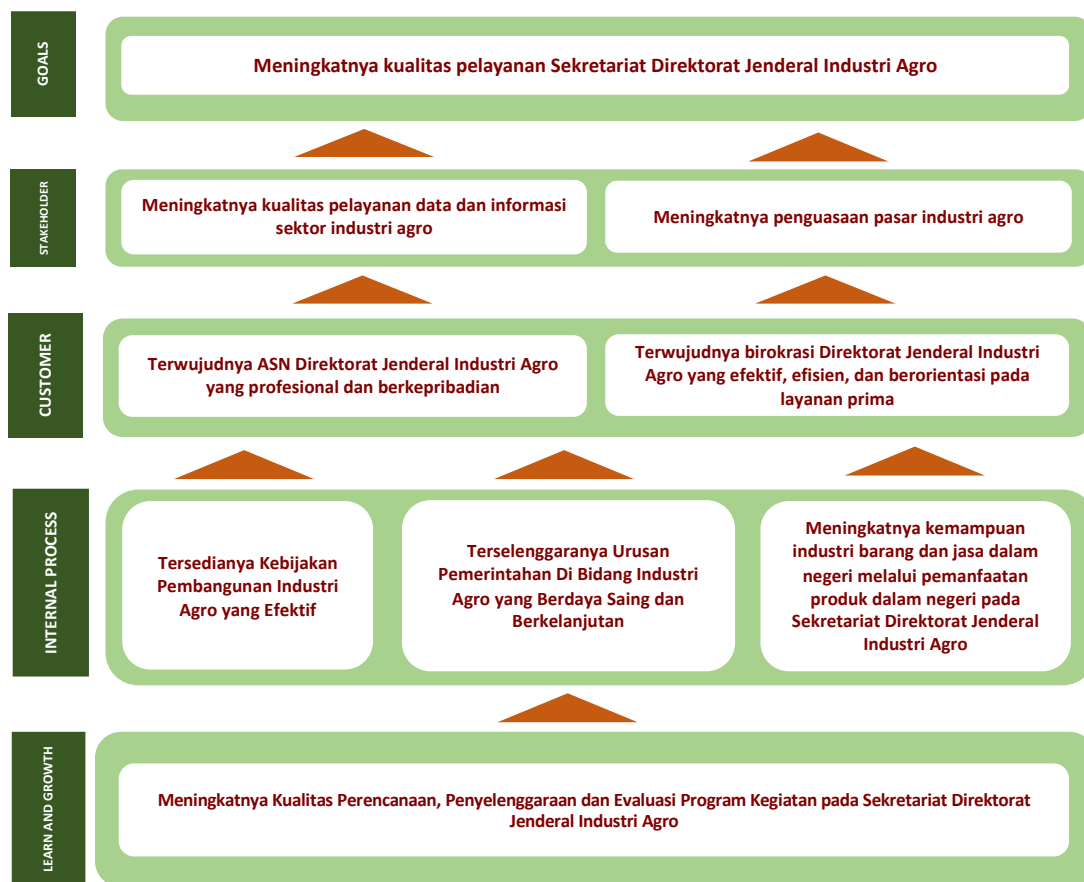 GOALS
Meningkatnya kualitas pelayanan Sekretariat Direktorat Jenderal Industri Agro
STAKEHOLDER
Meningkatnya kualitas pelayanan data dan informasi
sektor industri agro
Meningkatnya penguasaan pasar industri agro
CUSTOMER
Terwujudnya ASN Direktorat Jenderal Industri Agro
yang profesional dan berkepribadian
Terwujudnya birokrasi Direktorat Jenderal Industri
Agro yang efektif, efisien, dan berorientasi pada
layanan prima
INTERNAL PROCESS
Tersedianya Kebijakan
Pembangunan Industri
Agro yang Efektif
Terselenggaranya Urusan
Pemerintahan Di Bidang Industri
Agro yang Berdaya Saing dan
Berkelanjutan
Meningkatnya kemampuan
industri barang dan jasa dalam
negeri melalui pemanfaatan
produk dalam negeri pada
Sekretariat Direktorat Jenderal
Industri Agro
LEARN AND GROWTH
Meningkatnya Kualitas Perencanaan, Penyelenggaraan dan Evaluasi Program Kegiatan pada Sekretariat Direktorat
Jenderal Industri Agro